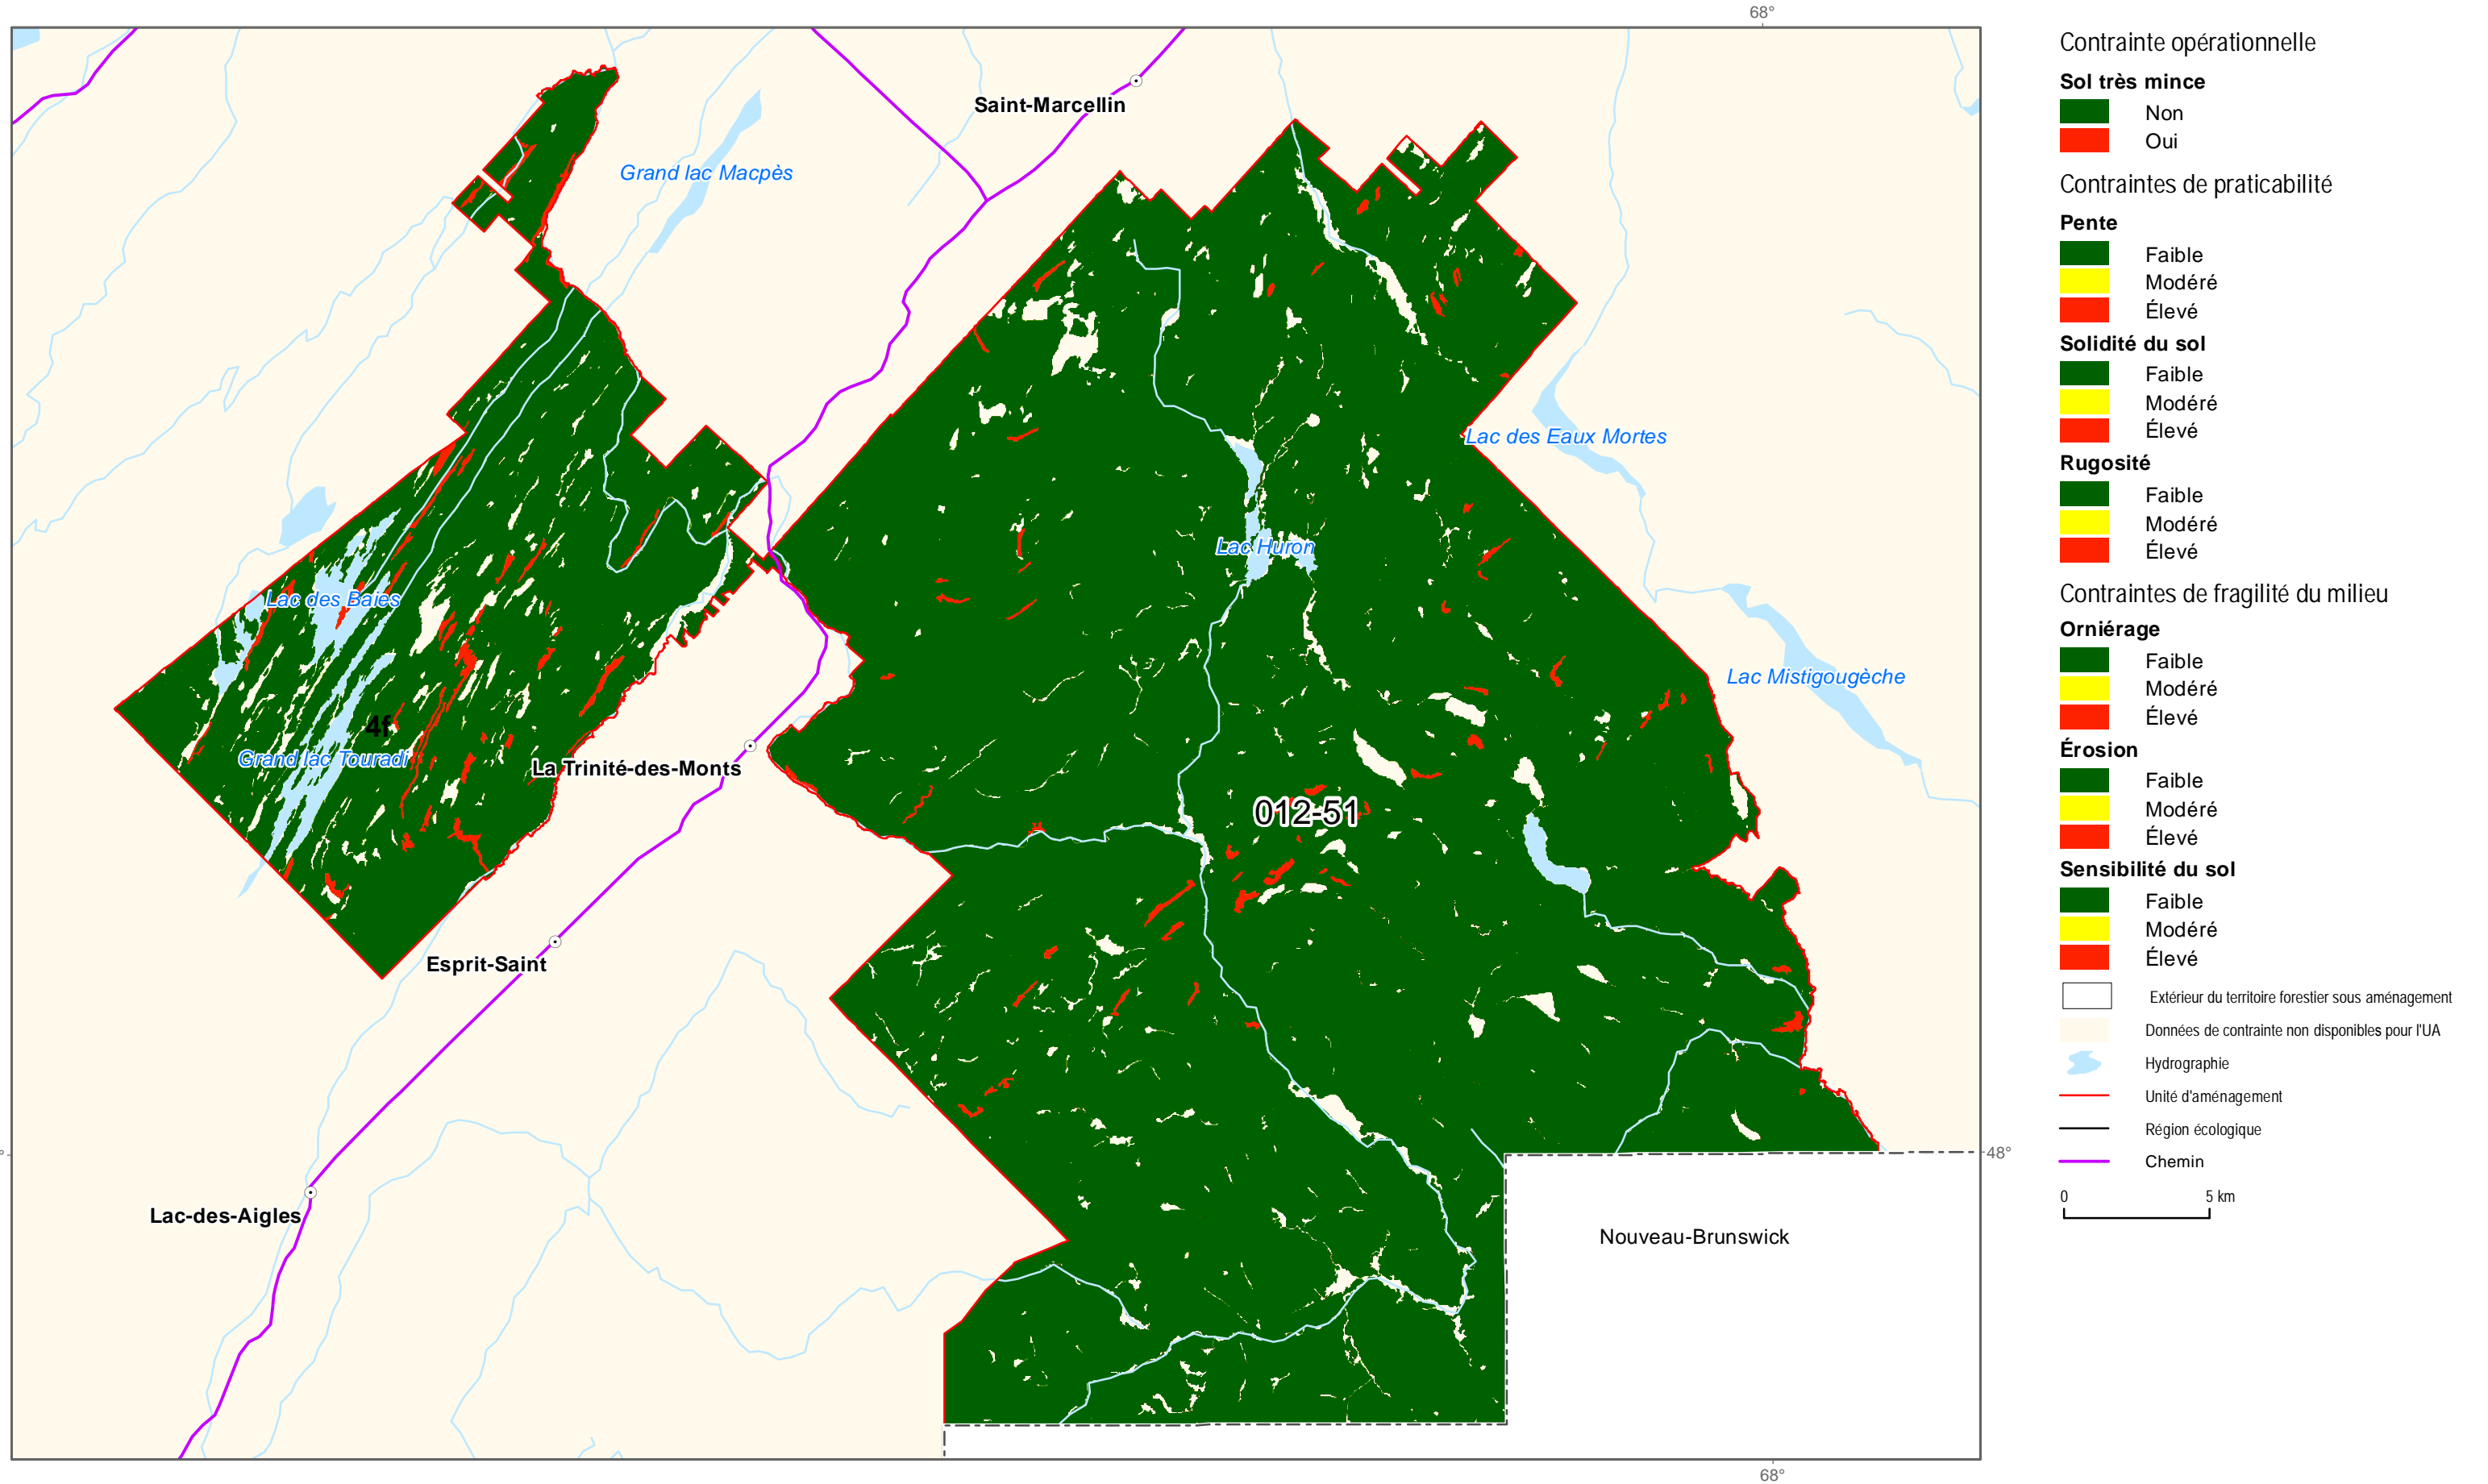 68°
Saint-Marcellin
Grand lac Macpès
Lac des Eaux Mortes
Lac Huron
Lac des Baies
Lac Mistigougèche
4f
Grand lac Touradi
La Trinité-des-Monts
012-51
Esprit-Saint
48°
Lac-des-Aigles
Nouveau-Brunswick
68°
Contrainte opérationnelle
Sol très mince
Non
Oui
Contraintes de praticabilité
Pente
Faible
Modéré
Élevé
Solidité du sol
Faible
Modéré
Élevé
Rugosité
Faible
Modéré
Élevé
Contraintes de fragilité du milieu
Orniérage
Faible
Modéré
Élevé
Érosion
Faible
Modéré
Élevé
Sensibilité du sol
Faible
Modéré
Élevé
Extérieur du territoire forestier sous aménagement
Données de contrainte non disponibles pour l'UA
Hydrographie
Unité d'aménagement
Région écologique
Chemin
0 5 km